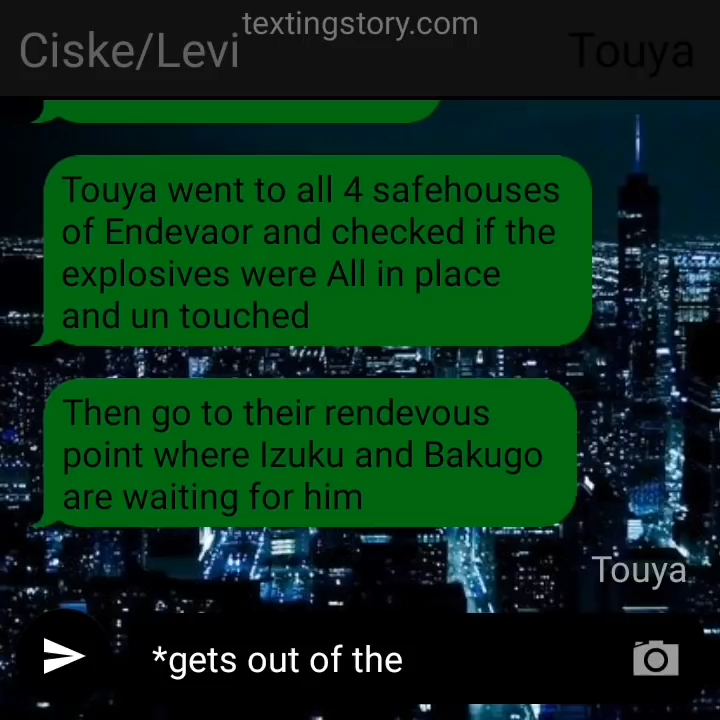 textingstory.com
Ciske/Levi
Touya
Touya went to all 4 safehouses
of Endevaor and checked if the
explosives were All in place
and un touched
Then go to their rendevous
point where Izuku and Bakugo
are waiting for him
Touya
*gets out of the